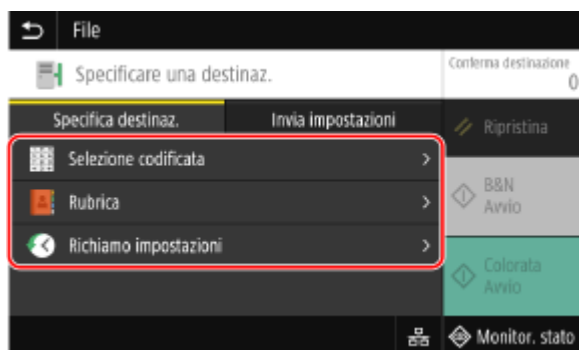 File
Specificare una destinaz.
Conferma destinazione
0
Specifica destinaz.
Invia impostazioni
Ripristina
Selezione codificata
Rubrica
Richiamo impostazioni
B&N
Avvio
Colorata
Avvio
Monitor. stato